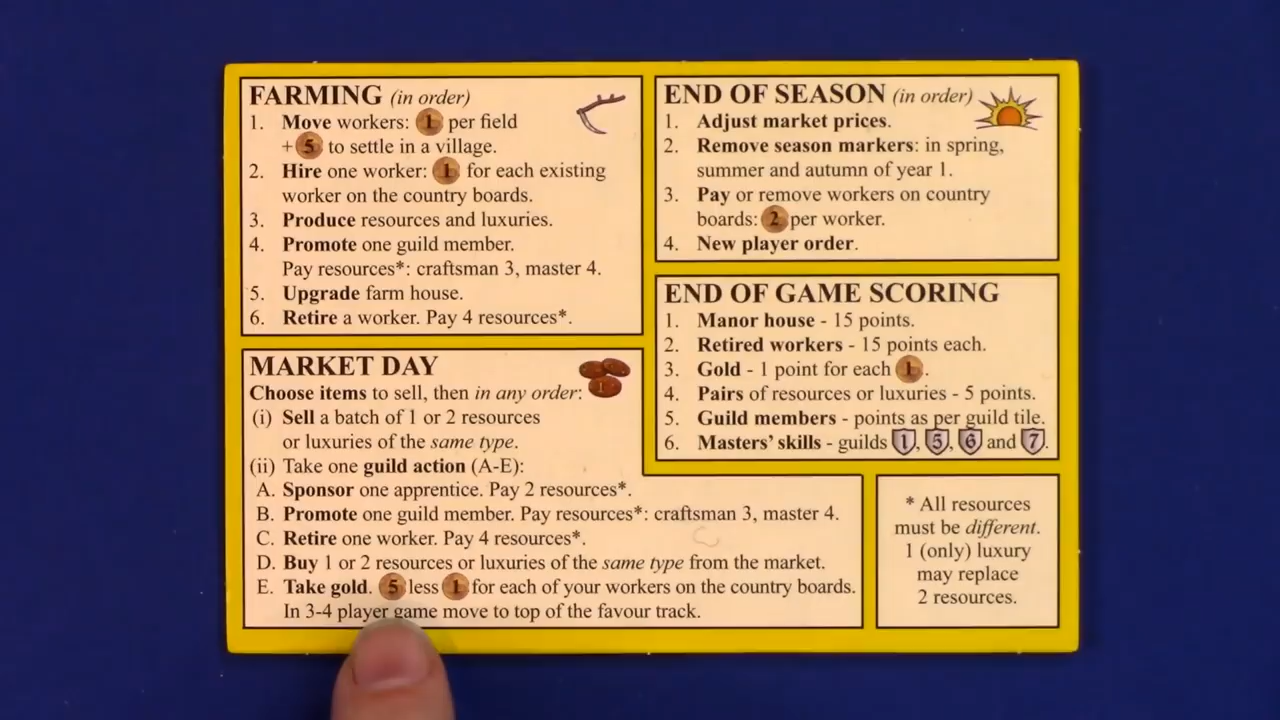 FARMING (in order)
1. Move workers: 1 per field
+ 5 to settle in a village.
2. Hire one worker: 1 for each existing
worker on the country boards.
3. Produce resources and luxuries.
4. Promote one guild member.
Pay resources*: craftsman 3, master 4.
5. Upgrade farm house.
6. Retire a worker. Pay 4 resources*.
MARKET DAY
1
Choose items to sell, then in any order:
(i) Sell a batch of 1 or 2 resources
or luxuries of the same type.
(ii) Take one guild action (A-E):
A. Sponsor one apprentice. Pay 2 resources*.
B. Promote one guild member. Pay resources*: craftsman 3, master 4.
C. Retire one worker. Pay 4 resources*.
D. Buy 1 or 2 resources or luxuries of the same type from the market.
E. Take gold. 5 less 1 for each of your workers on the country boards.
In 3-4 player game move to top of the favour track.
END OF SEASON (in order)
1. Adjust market prices.
2. Remove season markers: in spring,
summer and autumn of year 1.
3. Pay or remove workers on country
boards: 2 per worker.
4. New player order.
END OF GAME SCORING
1. Manor house - 15 points.
2. Retired workers - 15 points each.
3. Gold - 1 point for each 1.
4. Pairs of resources or luxuries - 5 points.
5. Guild members - points as per guild tile.
6. Masters' skills - guilds 1, 5, 6 and 7.
* All resources
must be different.
1 (only) luxury
may replace
2 resources.